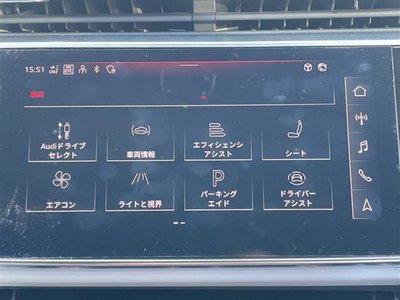 15:51
車両
Audiドライブ
セレクト
車両情報
エフィシェンシ
アシスト
シート
エアコン
ライトと視界
P
パーキング
エイド
ドライバー
アシスト